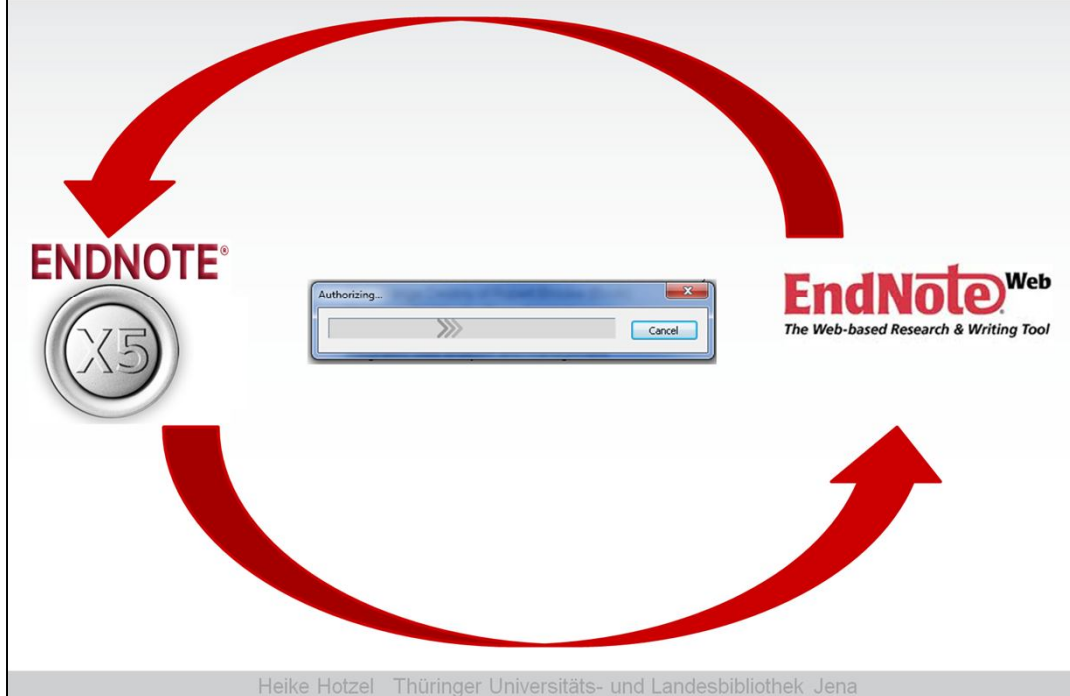 ENDNOTE®
X5
Authorizing...
Cancel
EndNote Web
The Web-based Research & Writing Tool
Heike Hotzel Thüringer Universitäts- und Landesbibliothek Jena